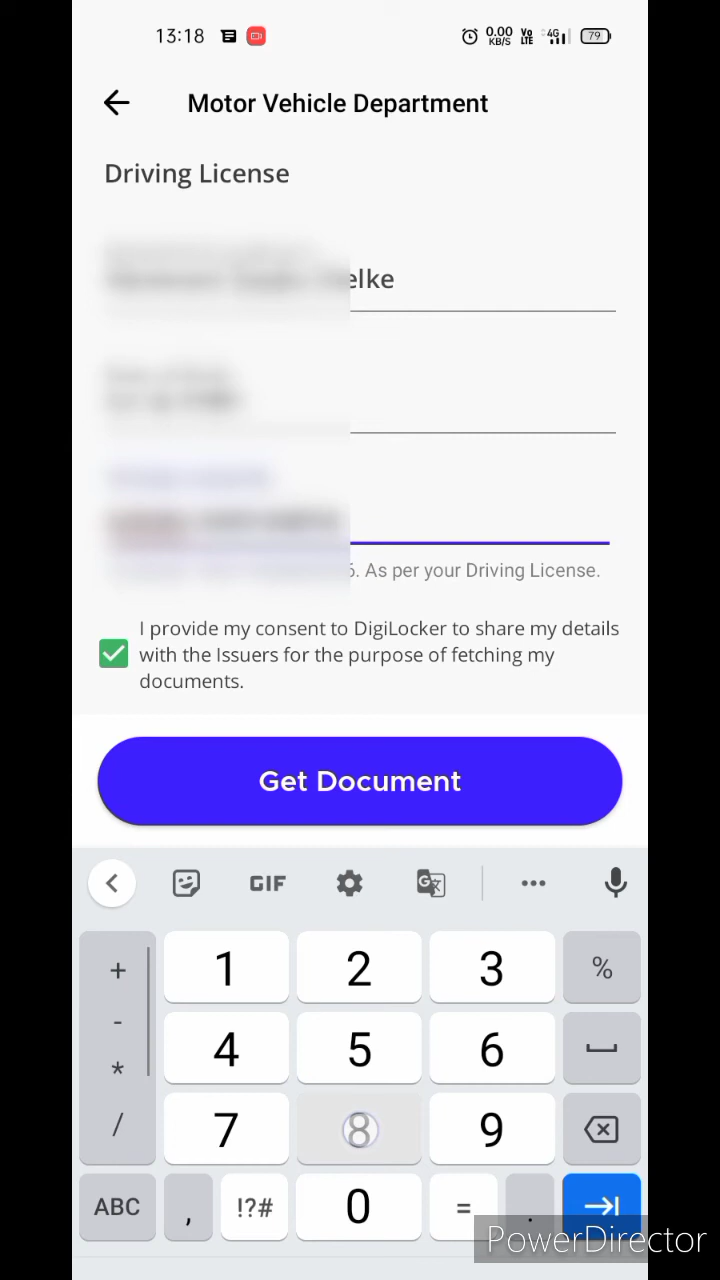 13:18 0.00 KB/S Vo LTE 4G 79
Motor Vehicle Department
Driving License
elke
. As per your Driving License.
I provide my consent to DigiLocker to share my details
with the Issuers for the purpose of fetching my
documents.
Get Document
GIF
+ 1 2 3 %
-
4 5 6
*
/ 7 8 9
ABC , !?# 0 = .
PowerDirector